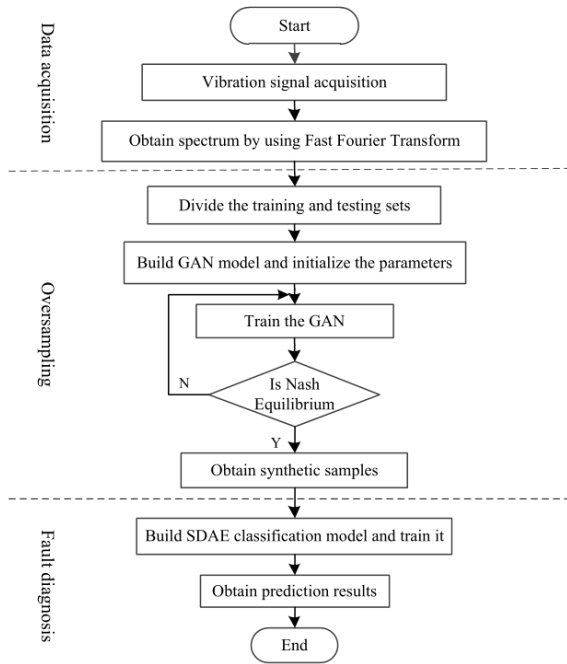 Data acquisition
Start
Vibration signal acquisition
Obtain spectrum by using Fast Fourier Transform
Oversampling
Divide the training and testing sets
Build GAN model and initialize the parameters
Train the GAN
Is Nash
Equilibrium
N
Y
Obtain synthetic samples
Fault diagnosis
Build SDAE classification model and train it
Obtain prediction results
End